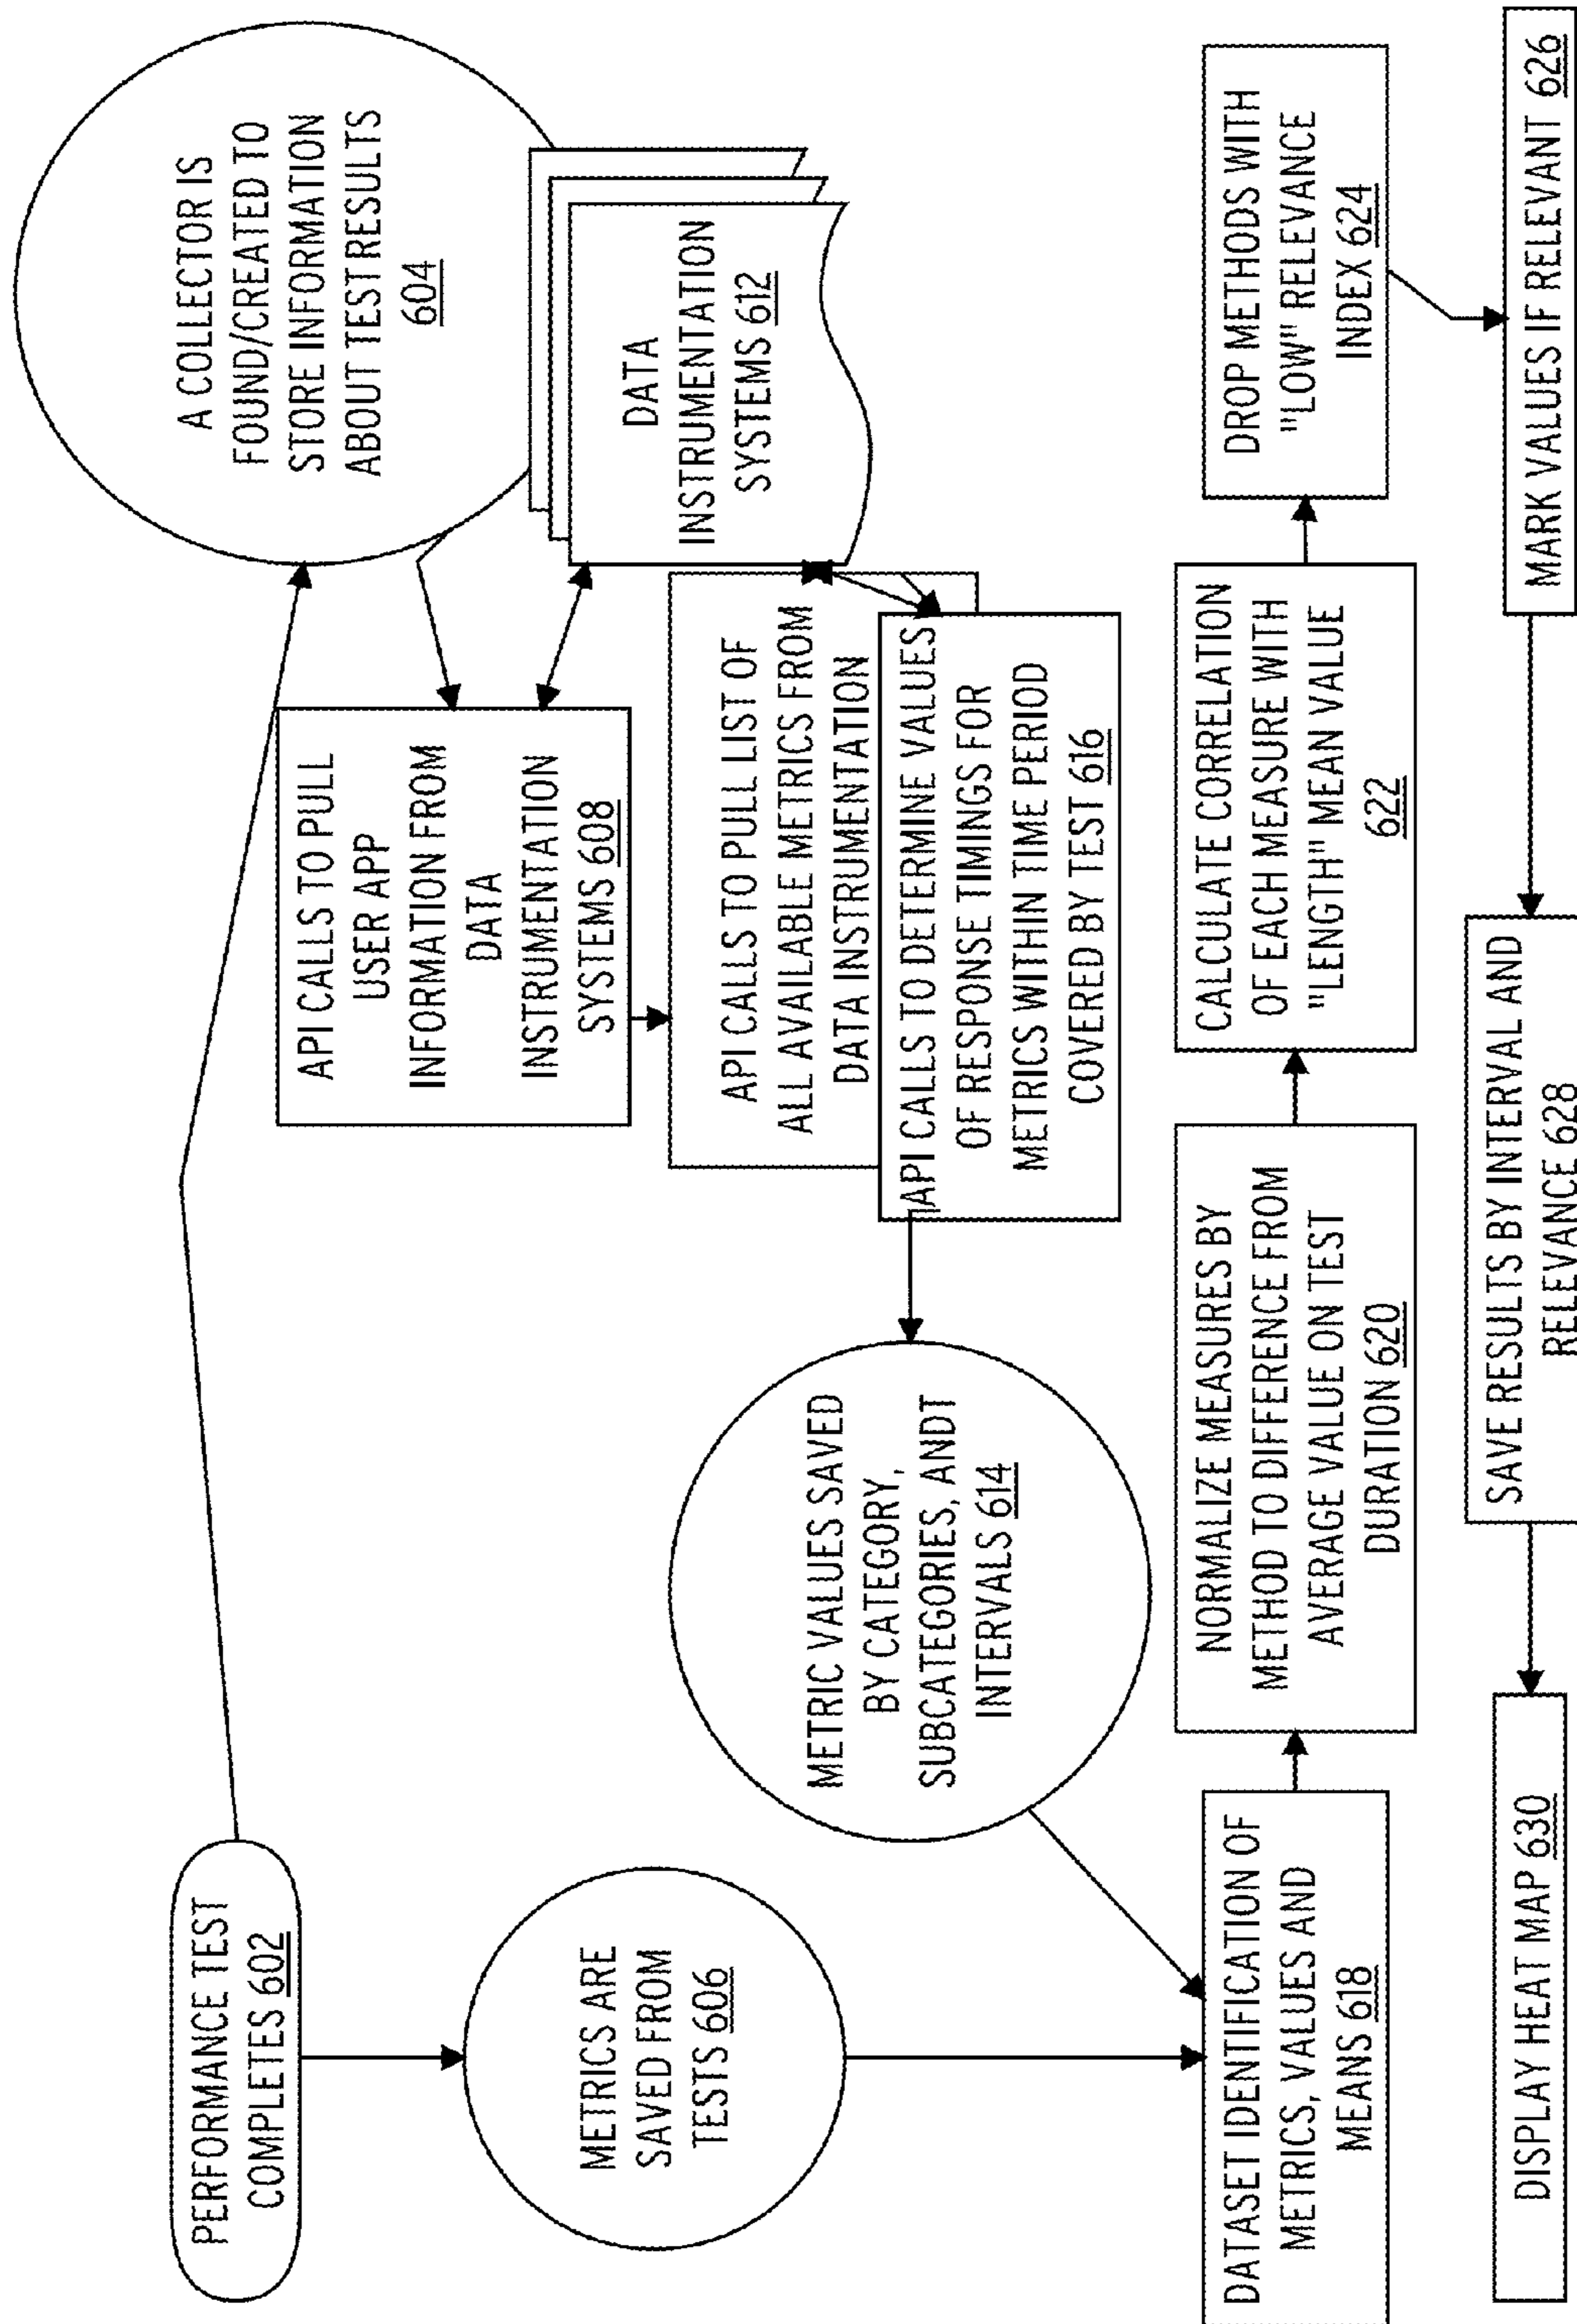 PERFORMANCE TEST
COMPLETES 602
A COLLECTOR IS
FOUND/CREATED TO
STORE INFORMATION
ABOUT TEST RESULTS
604
METRICS ARE
SAVED FROM
TESTS 606
API CALLS TO PULL
USER APP
INFORMATION FROM
DATA
INSTRUMENTATION
SYSTEMS 608
DATA
INSTRUMENTATION
SYSTEMS 612
API CALLS TO PULL LIST OF
ALL AVAILABLE METRICS FROM
DATA INSTRUMENTATION
API CALLS TO DETERMINE VALUES
OF RESPONSE TIMINGS FOR
METRICS WITHIN TIME PERIOD
COVERED BY TEST 616
METRIC VALUES SAVED
BY CATEGORY,
SUBCATEGORIES, ANDT
INTERVALS 614
DATASET IDENTIFICATION OF
METRICS, VALUES AND
MEANS 618
NORMALIZE MEASURES BY
METHOD TO DIFFERENCE FROM
AVERAGE VALUE ON TEST
DURATION 620
CALCULATE CORRELATION
OF EACH MEASURE WITH
"LENGTH" MEAN VALUE
622
DROP METHODS WITH
"LOW" RELEVANCE
INDEX 624
MARK VALUES IF RELEVANT 626
SAVE RESULTS BY INTERVAL AND
RELEVANCE 628
DISPLAY HEAT MAP 630